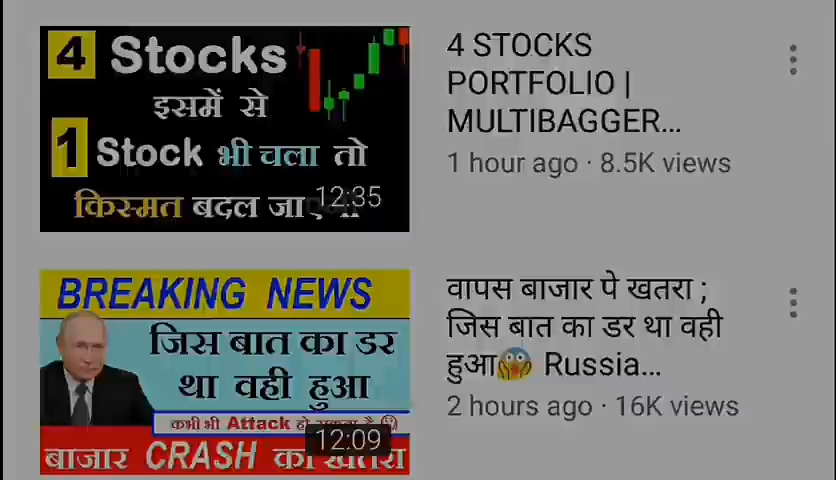 4 Stocks
इसमें से
1 Stock भी चला तो
किस्मत बदल
12:35
4 STOCKS
PORTFOLIO |
MULTIBAGGER...
1 hour ago · 8.5K views
BREAKING NEWS
जिस बात का डर
था वही हुआ
कभी भी Attack हो
12:09
बाजार CRASH का खतरा
वापस बाजार पे खतरा ;
जिस बात का डर था वही
हुआ😱 Russia...
2 hours ago · 16K views